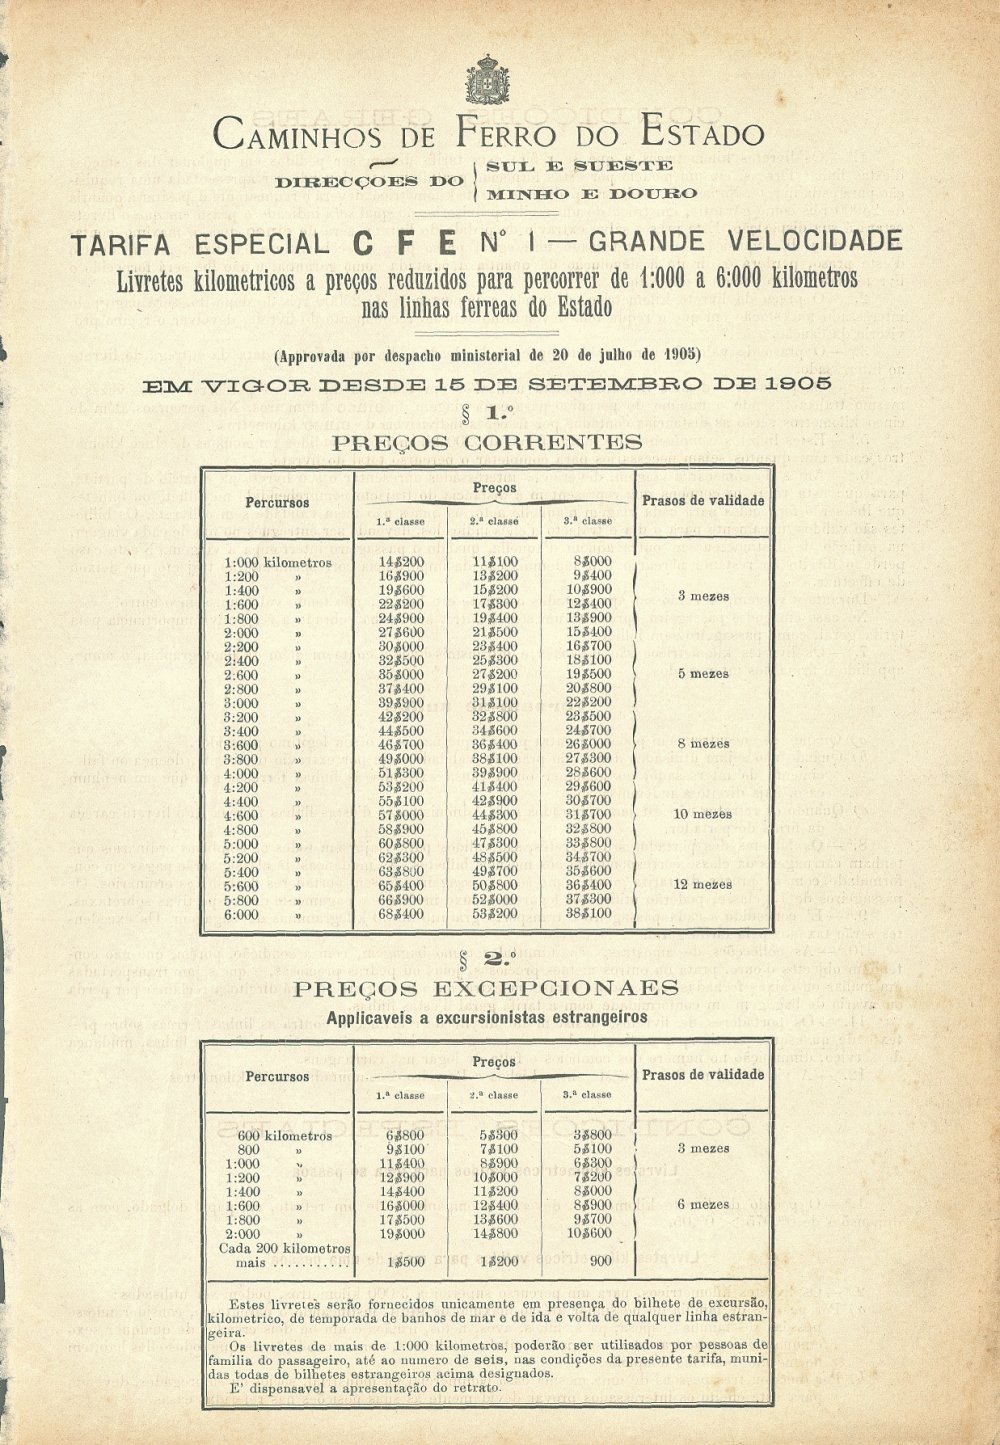 CAMINHOS DE FERRO DO ESTADO
DIRECÇÕES DO
SUL E SUESTE
MINHO E DOURO
TARIFA ESPECIAL C F E Nº 1 — GRANDE VELOCIDADE
Livretes kilometricos a preços reduzidos para percorrer de 1:000 a 6:000 kilometros
nas linhas ferreas do Estado
(Approvada por despacho ministerial de 20 de julho de 1905)
EM VIGOR DESDE 15 DE SETEMBRO DE 1905
§ 1.º
PREÇOS CORRENTES
Percursos Preços Prasos de validade
1.ª classe 2.ª classe 3.ª classe
1:000 kilometros 14$200 11$100 8$000
1:200 » 16$900 13$200 9$400
1:400 » 19$600 15$200 10$900
3 mezes
1:600 » 22$200 17$300 12$400
1:800 » 24$900 19$400 13$900
2:000 » 27$600 21$500 15$400
2:200 » 30$000 23$400 16$700
2:400 » 32$500 25$300 18$100
2:600 » 35$000 27$200 19$500 5 mezes
2:800 » 37$400 29$100 20$800
3:000 » 39$900 31$100 22$200
3:200 » 42$200 32$800 23$500
3:400 » 44$500 34$600 24$700
3:600 » 46$700 36$400 26$000 8 mezes
3:800 » 49$000 38$100 27$300
4:000 » 51$300 39$900 28$600
4:200 » 53$200 41$400 29$600
4:400 » 55$100 42$900 30$700
4:600 » 57$000 44$300 31$700 10 mezes
4:800 » 58$900 45$800 32$800
5:000 » 60$800 47$300 33$800
5:200 » 62$300 48$500 34$700
5:400 » 63$800 49$700 35$600
5:600 » 65$400 50$800 36$400 12 mezes
5:800 » 66$900 52$000 37$300
6:000 » 68$400 53$200 38$100
§ 2.º
PREÇOS EXCEPCIONAES
Applicaveis a excursionistas estrangeiros
Percursos Preços Prasos de validade
1.ª classe 2.ª classe 3.ª classe
600 kilometros 6$800 5$300 3$800
800 » 9$100 7$100 5$100 3 mezes
1:000 » 11$400 8$900 6$300
1:200 » 12$900 10$000 7$200
1:400 » 14$400 11$200 8$000
1:600 » 16$000 12$400 8$900 6 mezes
1:800 » 17$500 13$600 9$700
2:000 » 19$000 14$800 10$600
Cada 200 kilometros
mais ........... 1$500 1$200 900
Estes livretes serão fornecidos unicamente em presença do bilhete de excursão,
kilometrico, de temporada de banhos de mar e de ida e volta de qualquer linha estran-
geira.
Os livretes de mais de 1:000 kilometros, poderão ser utilisados por pessoas de
familia do passageiro, até ao numero de seis, nas condições da presente tarifa, muni-
das todas de bilhetes estrangeiros acima designados.
E' dispensavel a apresentação do retrato.